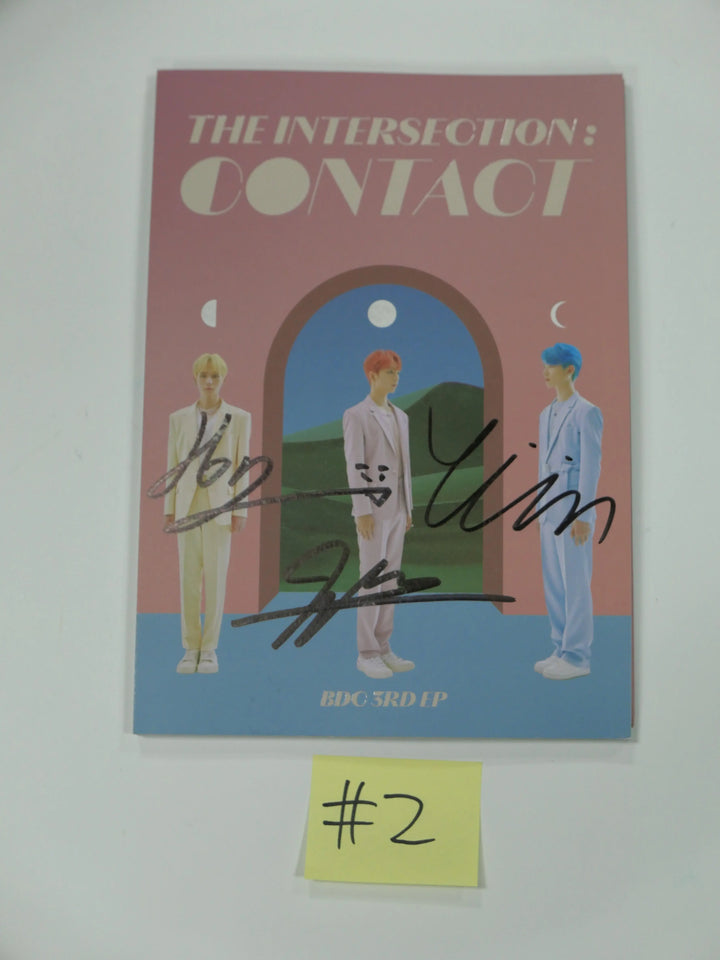 THE INTERSECTION :
CONTACT
BDC 3RD EP
#2